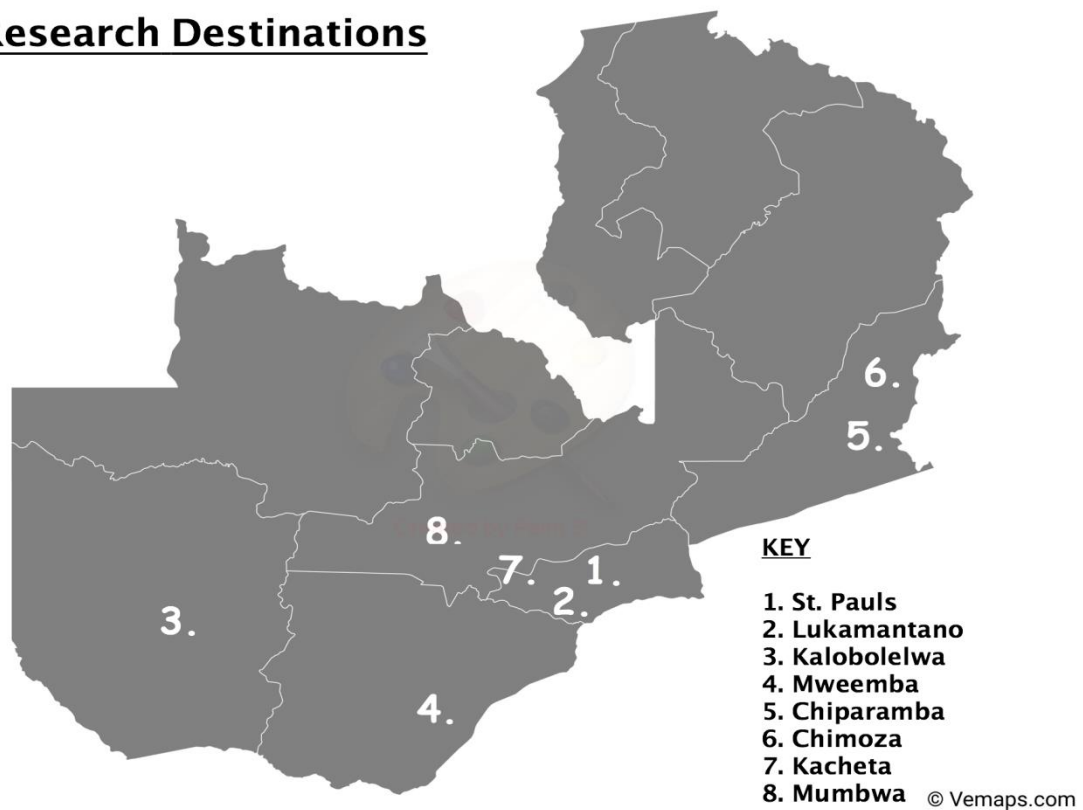 Research Destinations
6.
5.
8.
7.
1.
2.
3.
4.
KEY
1. St. Pauls
2. Lukamantano
3. Kalobolelwa
4. Mweemba
5. Chiparamba
6. Chimoza
7. Kacheta
8. Mumbwa
© Vemaps.com